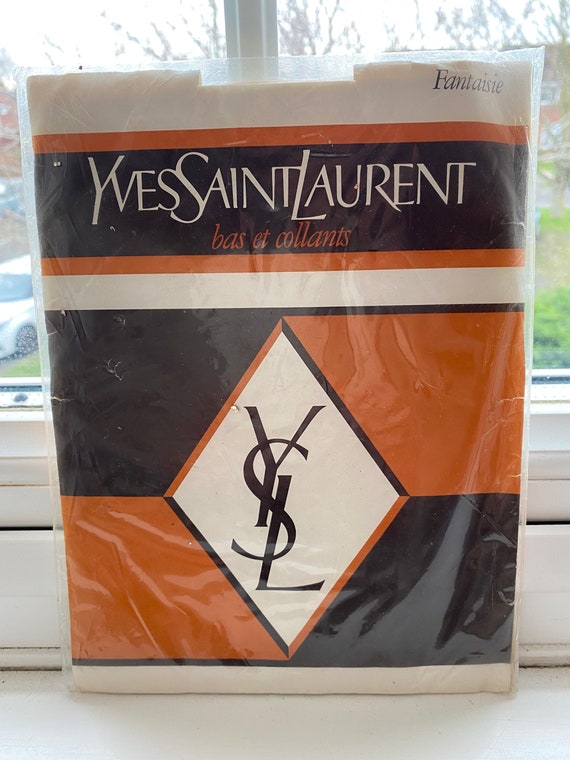 Fantaisie
YVESSAINTLAURENT
bas et collants
YSL